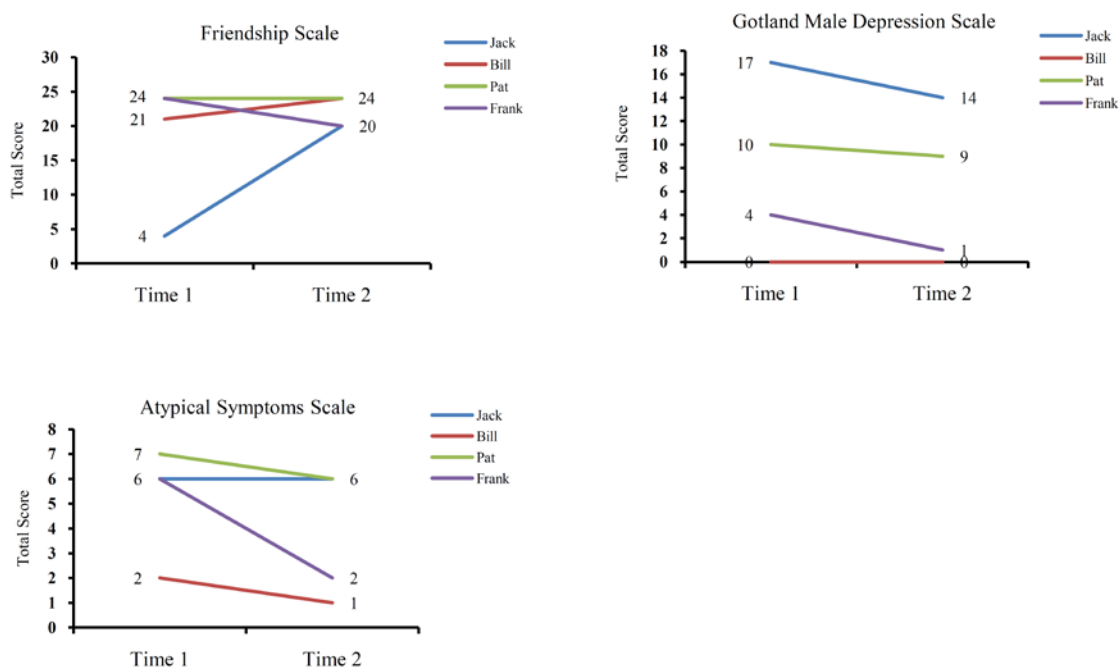 Friendship Scale
Jack
Bill
Pat
Frank
Total Score
30
25
20
15
10
5
0
24
21
4
24
20
Time 1 Time 2
Gotland Male Depression Scale
Jack
Bill
Pat
Frank
Total Score
18
16
14
12
10
8
6
4
2
0
17
10
4
0
14
9
1
0
Time 1 Time 2
Atypical Symptoms Scale
Jack
Bill
Pat
Frank
Total Score
8
7
6
5
4
3
2
1
0
7
6
2
6
2
1
Time 1 Time 2